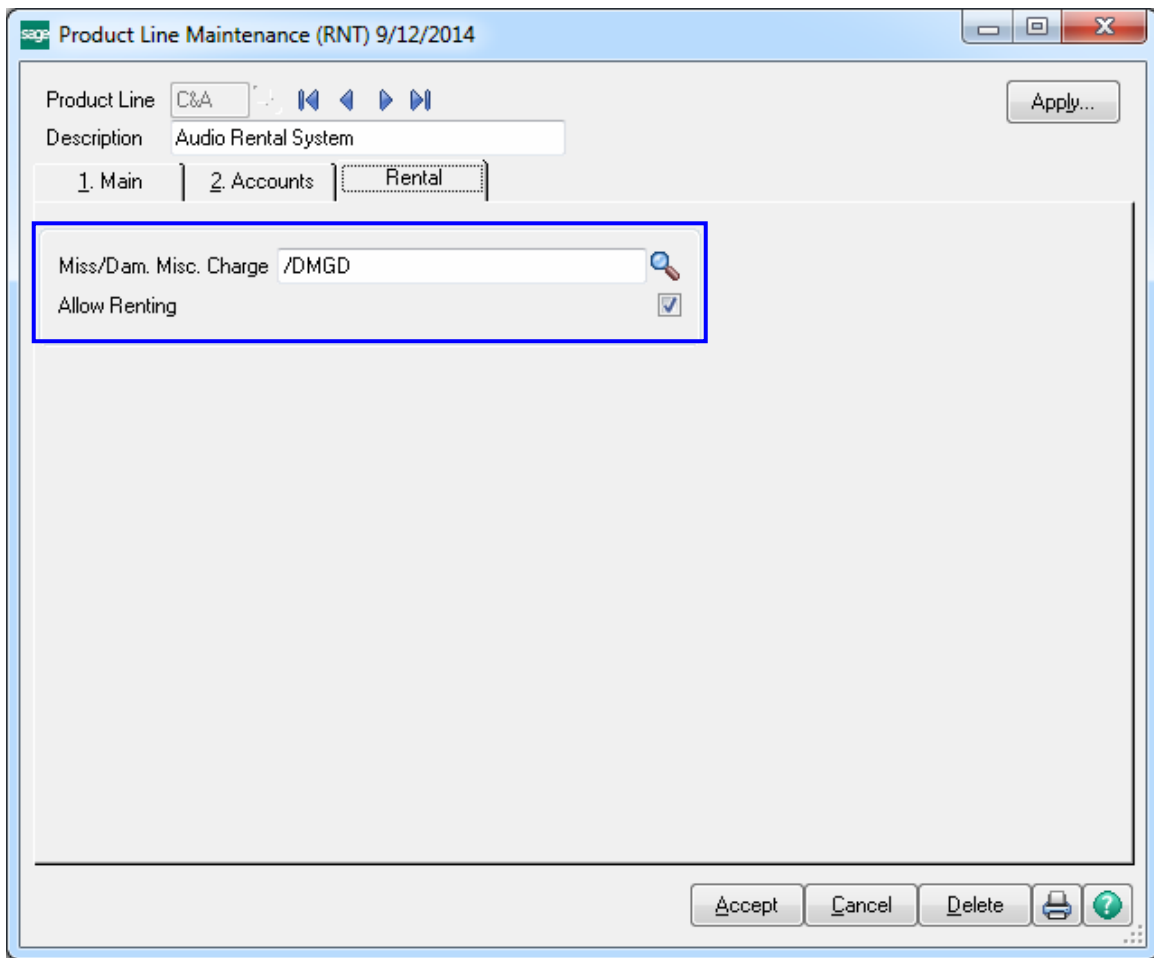 sage Product Line Maintenance (RNT) 9/12/2014
Product Line C&A
Apply...
Description Audio Rental System
1. Main 2. Accounts Rental
Miss/Dam. Misc. Charge /DMGD
Allow Renting
Accept Cancel Delete ?